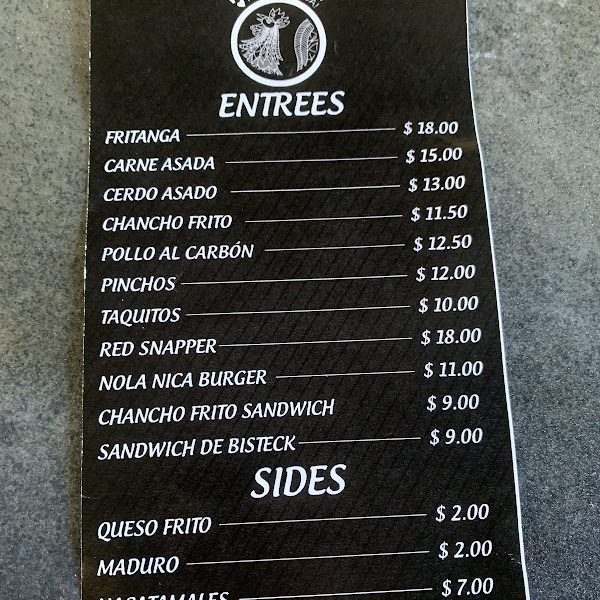 ENTREES
FRITANGA $ 18.00
CARNE ASADA $ 15.00
CERDO ASADO $ 13.00
CHANCHO FRITO $ 11.50
POLLO AL CARBÓN $ 12.50
PINCHOS $ 12.00
TAQUITOS $ 10.00
RED SNAPPER $ 18.00
NOLA NICA BURGER $ 11.00
CHANCHO FRITO SANDWICH $ 9.00
SANDWICH DE BISTECK $ 9.00
SIDES
QUESO FRITO $ 2.00
MADURO $ 2.00
NACATAMALES $ 7.00